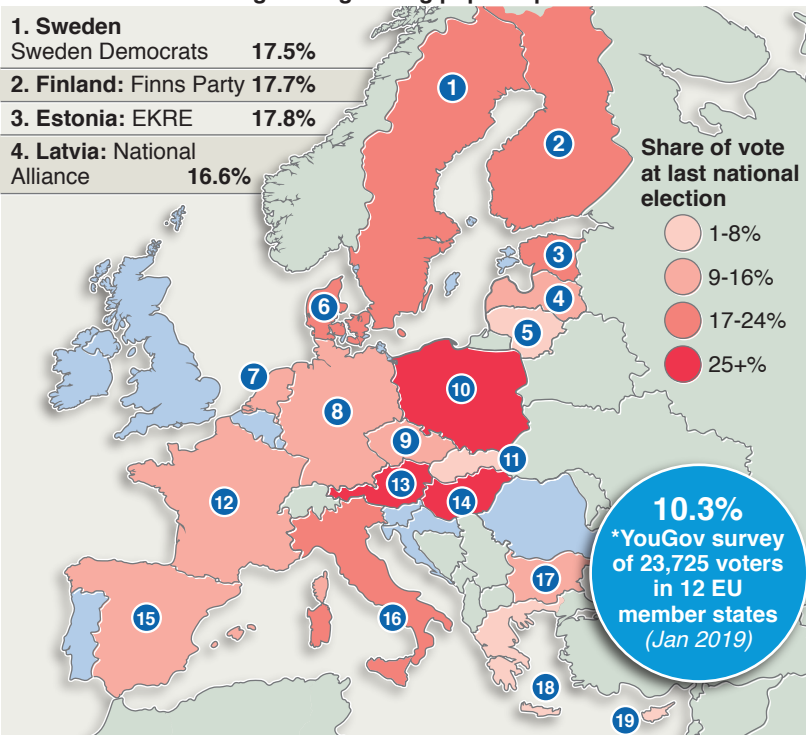 1. Sweden
Sweden Democrats 17.5%
2. Finland: Finns Party 17.7%
3. Estonia: EKRE 17.8%
4. Latvia: National
Alliance 16.6%
Share of vote
at last national
election
1-8%
9-16%
17-24%
25+%
1
2
3
4
5
6
7
8
9
10
11
12
13
14
15
16
17
18
19
10.3%
*YouGov survey
of 23,725 voters
in 12 EU
member states
(Jan 2019)